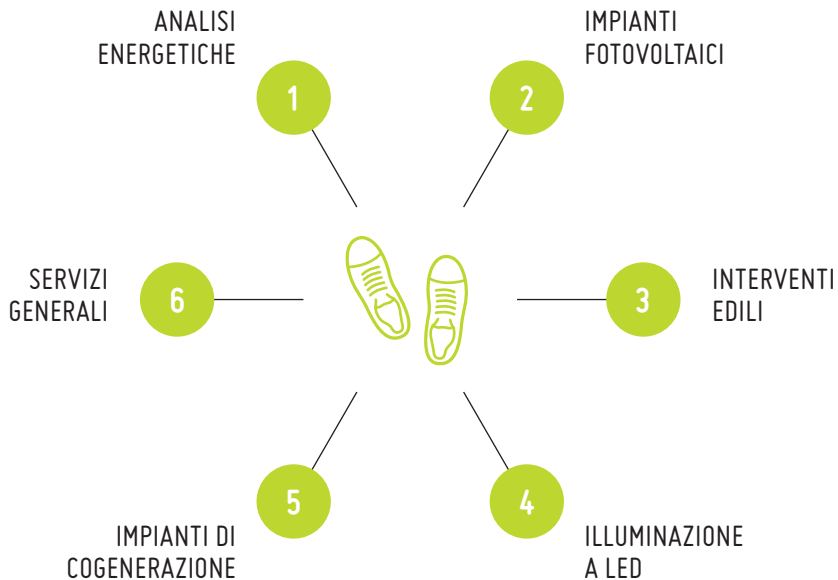 ANALISI
ENERGETICHE
1
IMPIANTI
FOTOVOLTAICI
2
INTERVENTI
EDILI
3
ILLUMINAZIONE
A LED
4
IMPIANTI DI
COGENERAZIONE
5
SERVIZI
GENERALI
6